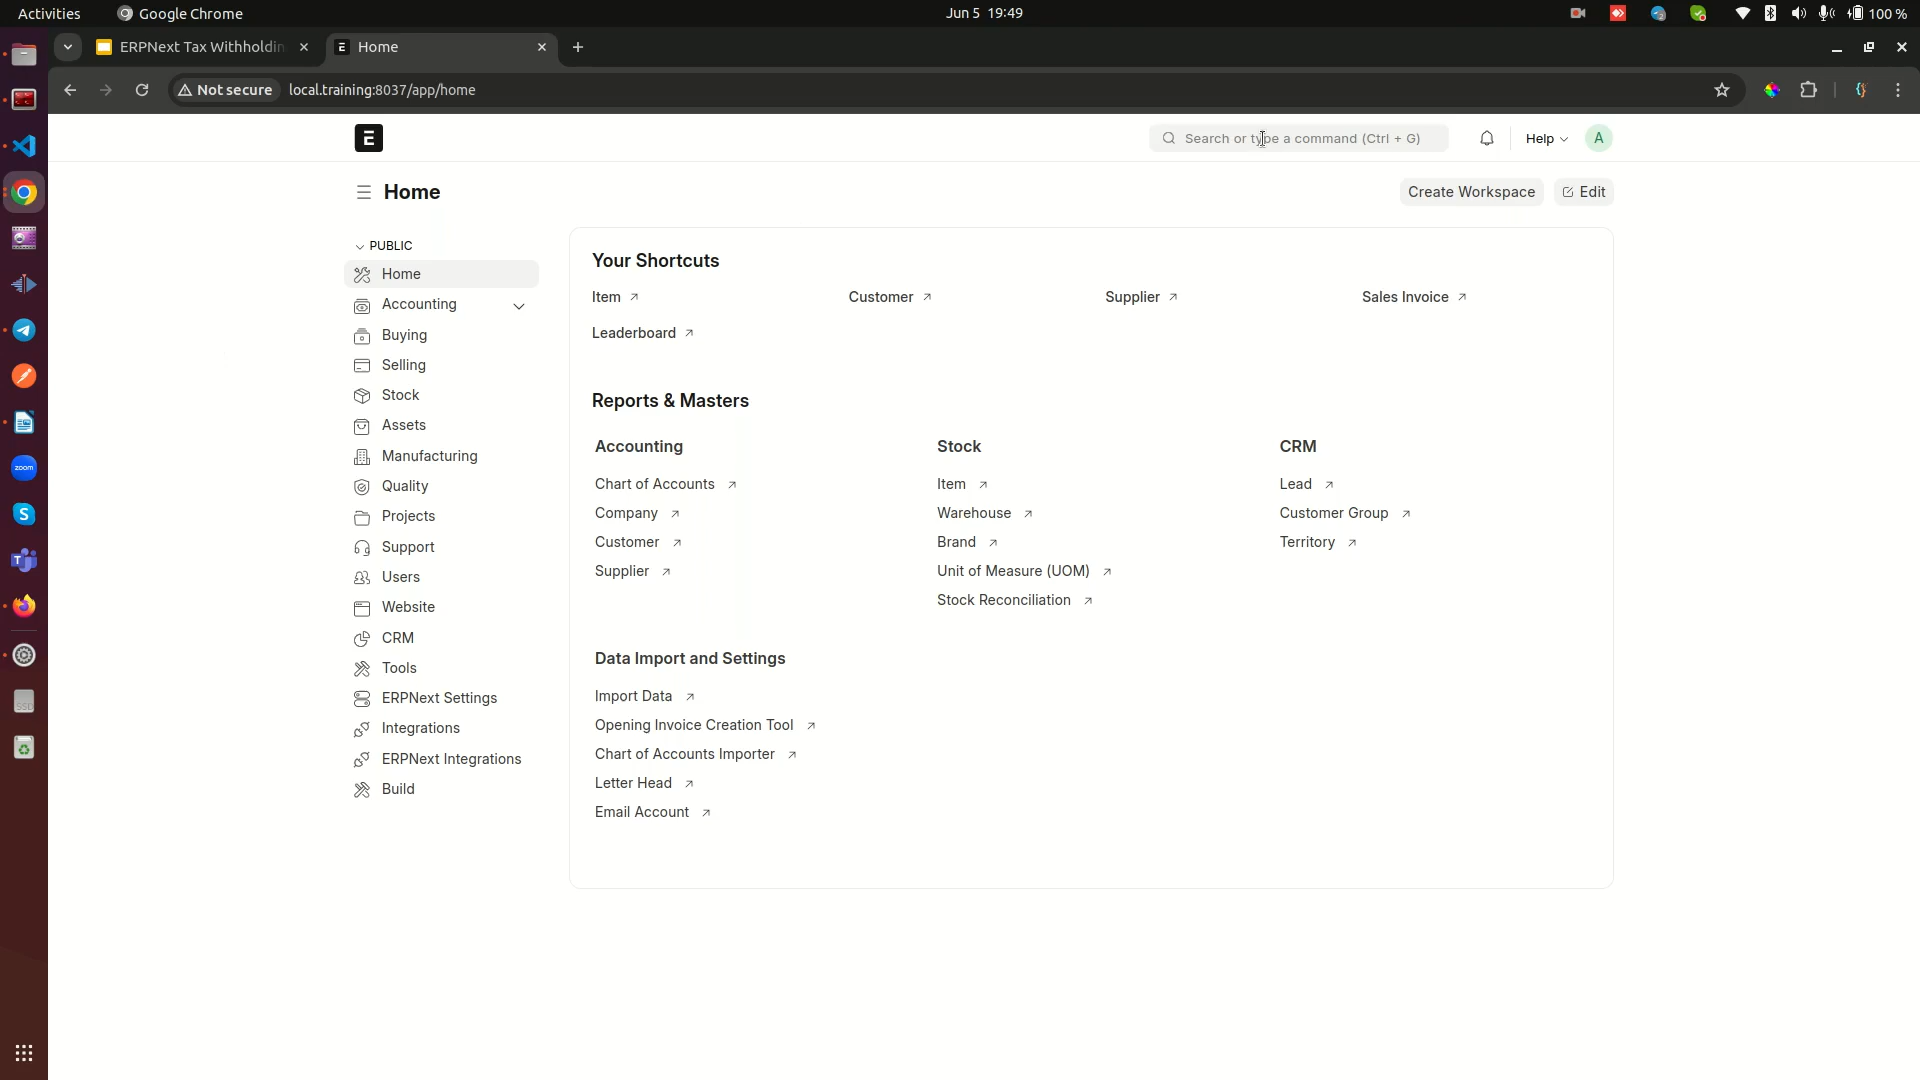 Activities
Google Chrome
Jun 5 19:49
100 %
ERPNext Tax Withholdin
E
Home
Not secure
local.training:8037/app/home
E
Search or type a command (Ctrl + G)
Help
A
Home
Create Workspace
Edit
PUBLIC
Home
Accounting
Buying
Selling
Stock
Assets
Manufacturing
Quality
Projects
Support
Users
Website
CRM
Tools
ERPNext Settings
Integrations
ERPNext Integrations
Build
Your Shortcuts
Item
Customer
Supplier
Sales Invoice
Leaderboard
Reports & Masters
Accounting
Chart of Accounts
Company
Customer
Supplier
Stock
Item
Warehouse
Brand
Unit of Measure (UOM)
Stock Reconciliation
CRM
Lead
Customer Group
Territory
Data Import and Settings
Import Data
Opening Invoice Creation Tool
Chart of Accounts Importer
Letter Head
Email Account
zoom
S
T
SSD